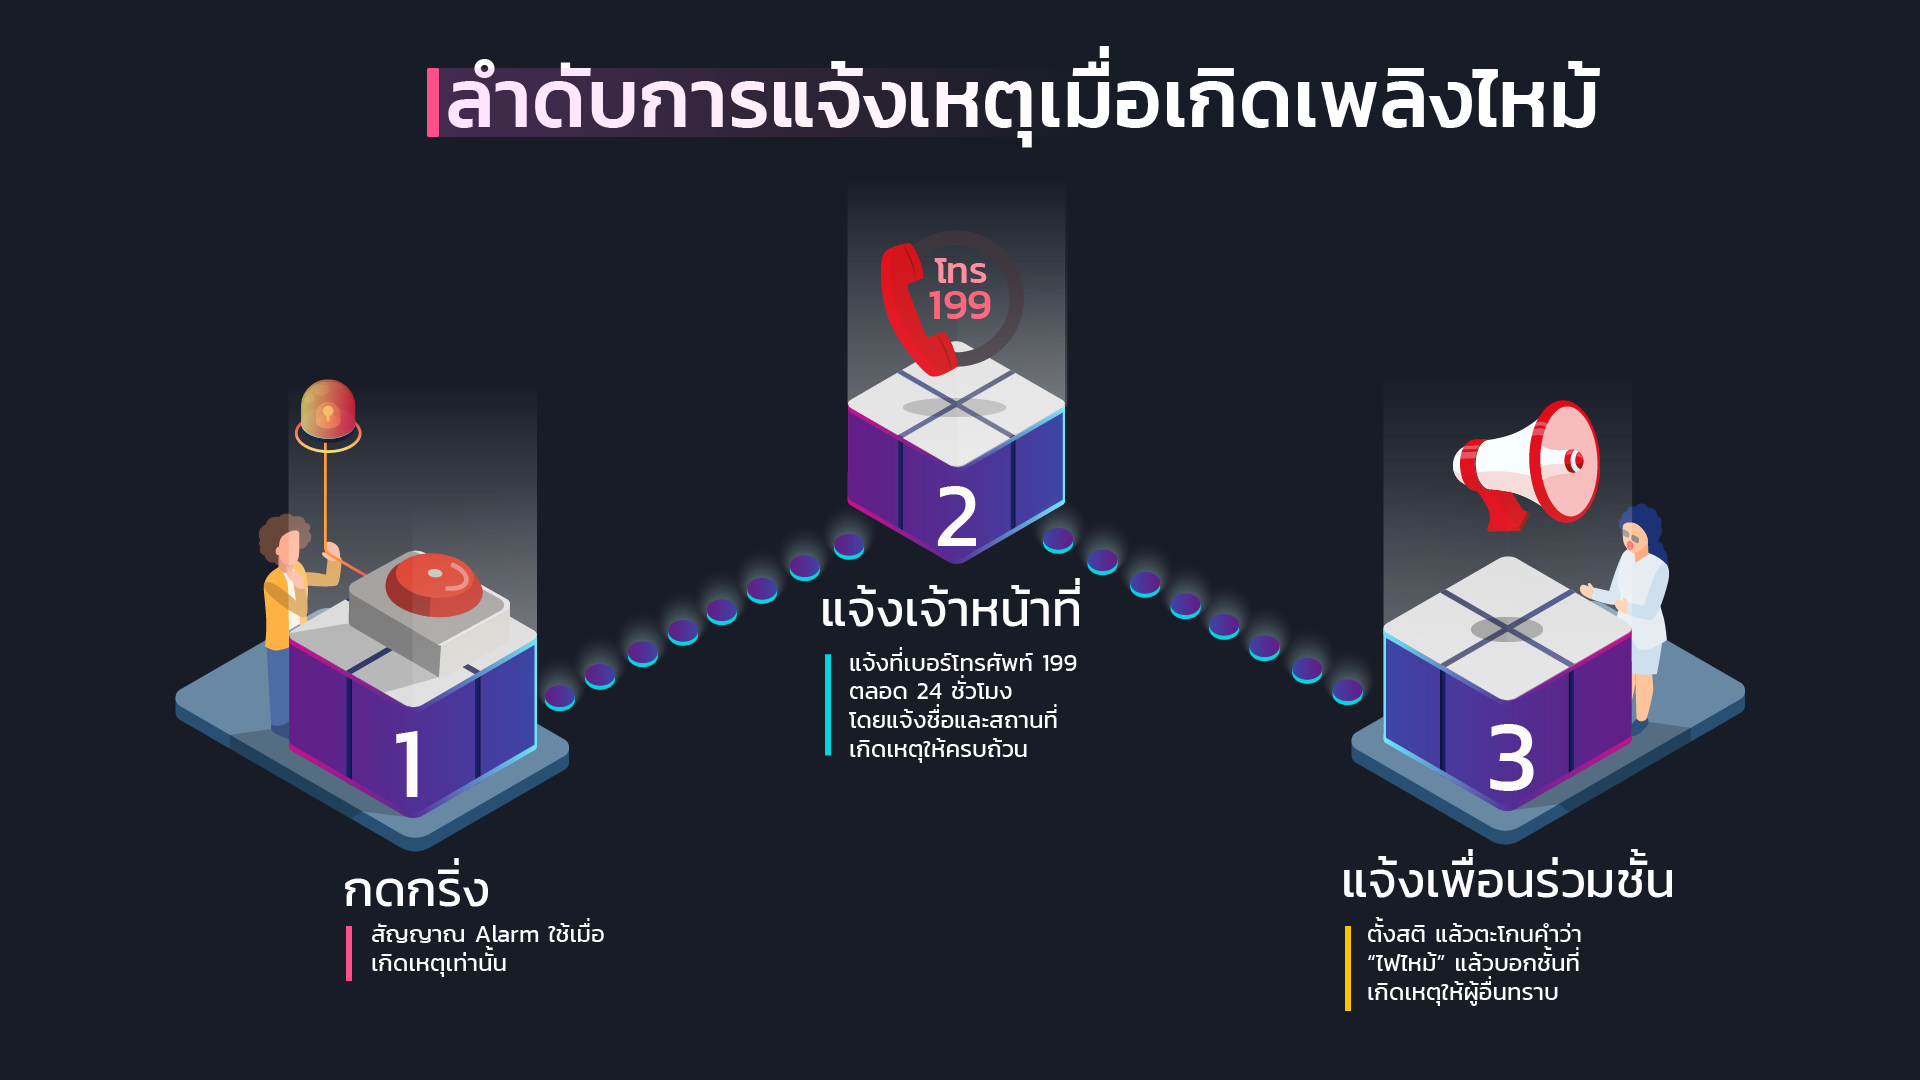 ลำดับการแจ้งเหตุเมื่อเกิดเพลิงไหม้
1
กดกริ่ง
สัญญาณ Alarm ใช้เมื่อ
เกิดเหตุเท่านั้น
โทร
199
2
แจ้งเจ้าหน้าที่
แจ้งที่เบอร์โทรศัพท์ 199
ตลอด 24 ชั่วโมง
โดยแจ้งชื่อและสถานที่
เกิดเหตุให้ครบถ้วน
3
แจ้งเพื่อนร่วมชั้น
ตั้งสติ แล้วตะโกนคำว่า
“ไฟไหม้” แล้วบอกชั้นที่
เกิดเหตุให้ผู้อื่นทราบ